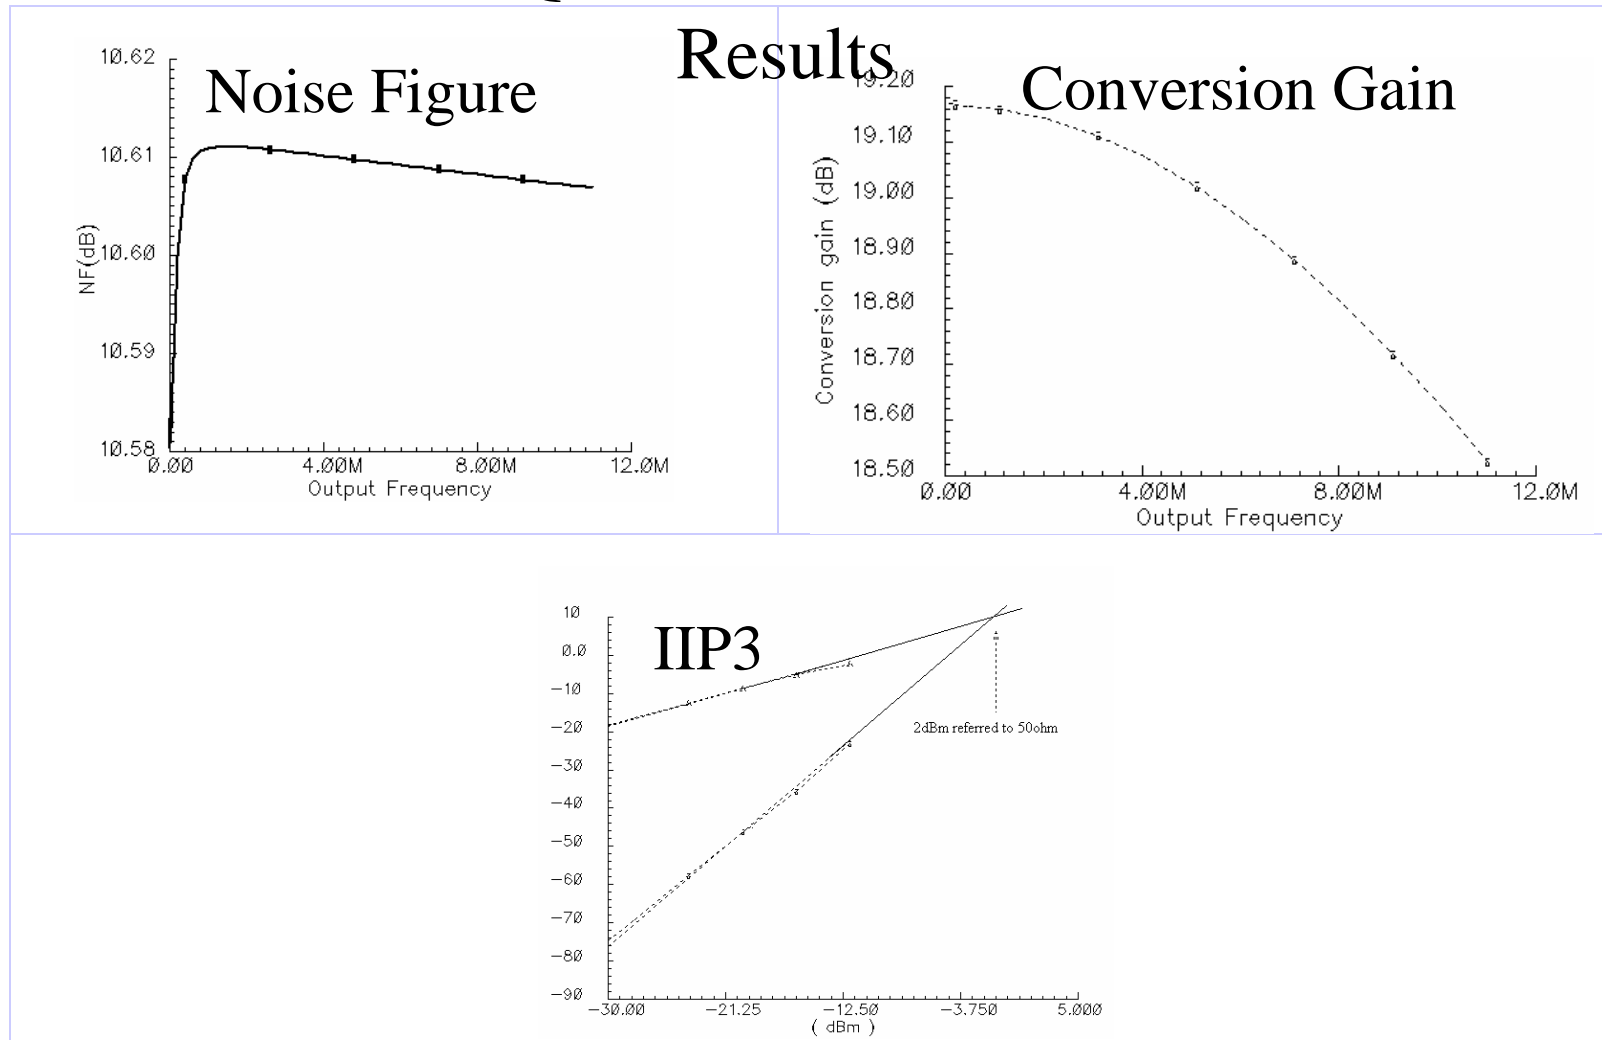 Results
Noise Figure
10.62
10.61
10.60
10.59
10.58
NF(dB)
0.00 4.00M 8.00M 12.0M
Output Frequency
Conversion Gain
19.20
19.10
19.00
18.90
18.80
18.70
18.60
18.50
Conversion gain (dB)
0.00 4.00M 8.00M 12.0M
Output Frequency
IIP3
10
0.0
-10
-20
-30
-40
-50
-60
-70
-80
-90
2dBm referred to 50ohm
-30.00 -21.25 -12.50 -3.750 5.000
( dBm )